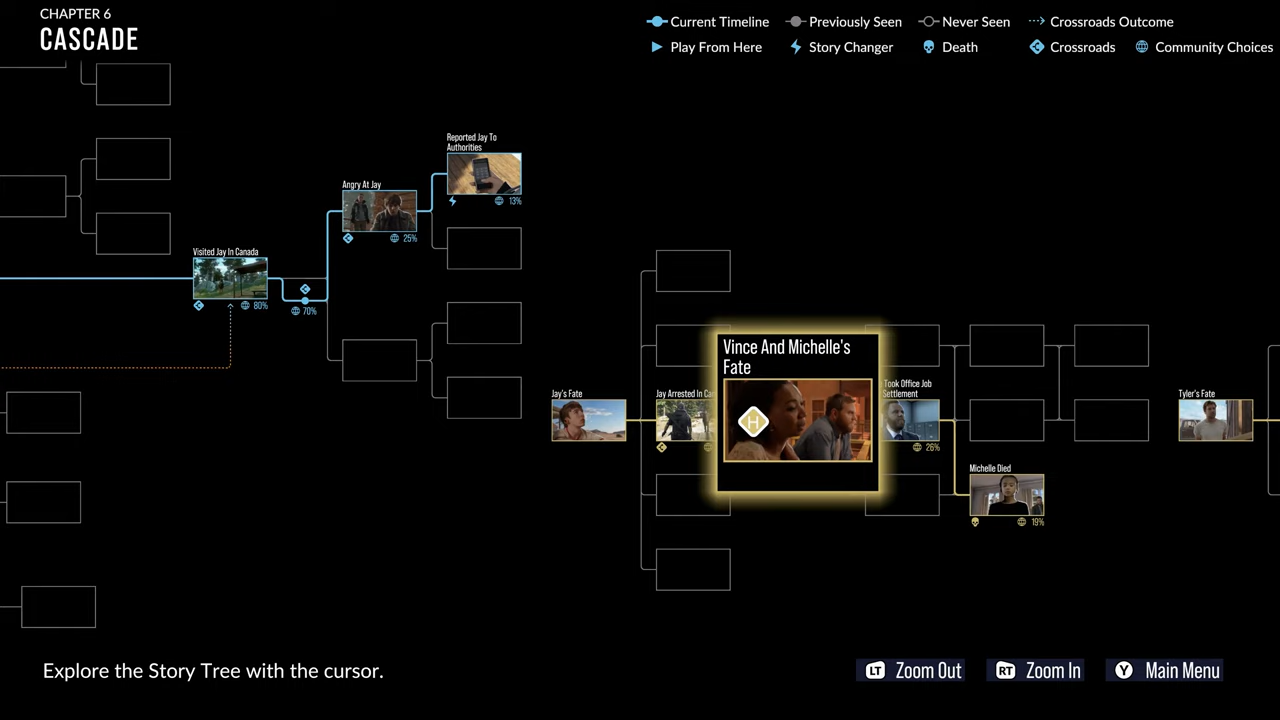 CHAPTER 6
CASCADE
Current Timeline
Previously Seen
Never Seen
Crossroads Outcome
Play From Here
Story Changer
Death
Crossroads
Community Choices
Reported Jay To
Authorities
13%
Angry At Jay
25%
Visited Jay In Canada
80%
70%
Jay's Fate
Jay Arrested In
Vince And Michelle's
Fate
H
Took Office Job
Settlement
26%
Michelle Died
19%
Tyler's Fate
Explore the Story Tree with the cursor.
LT Zoom Out
RT Zoom In
Y Main Menu